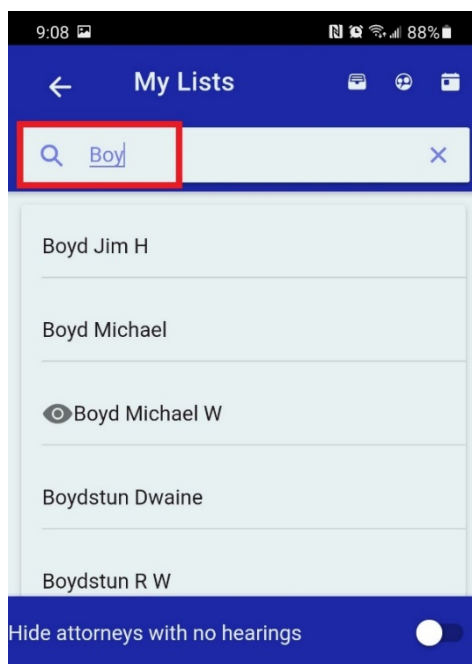 9:08 88%
My Lists
Boy
Boyd Jim H
Boyd Michael
Boyd Michael W
Boydstun Dwaine
Boydstun R W
Hide attorneys with no hearings